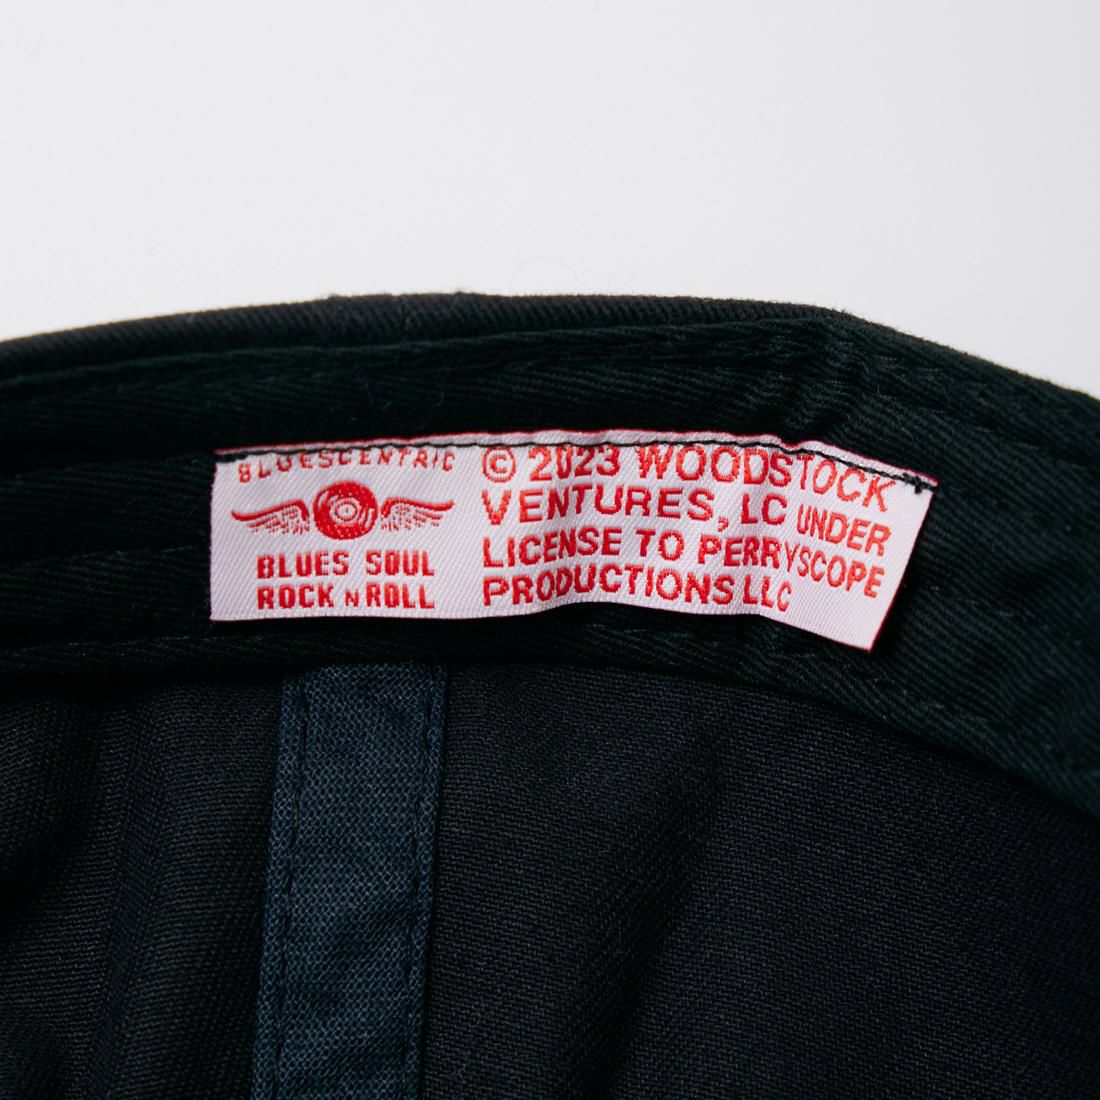 BLUESCENTRIC
BLUES SOUL
ROCK N ROLL
© 2023 WOODSTOCK
VENTURES, LC UNDER
LICENSE TO PERRYSCOPE
PRODUCTIONS LLC